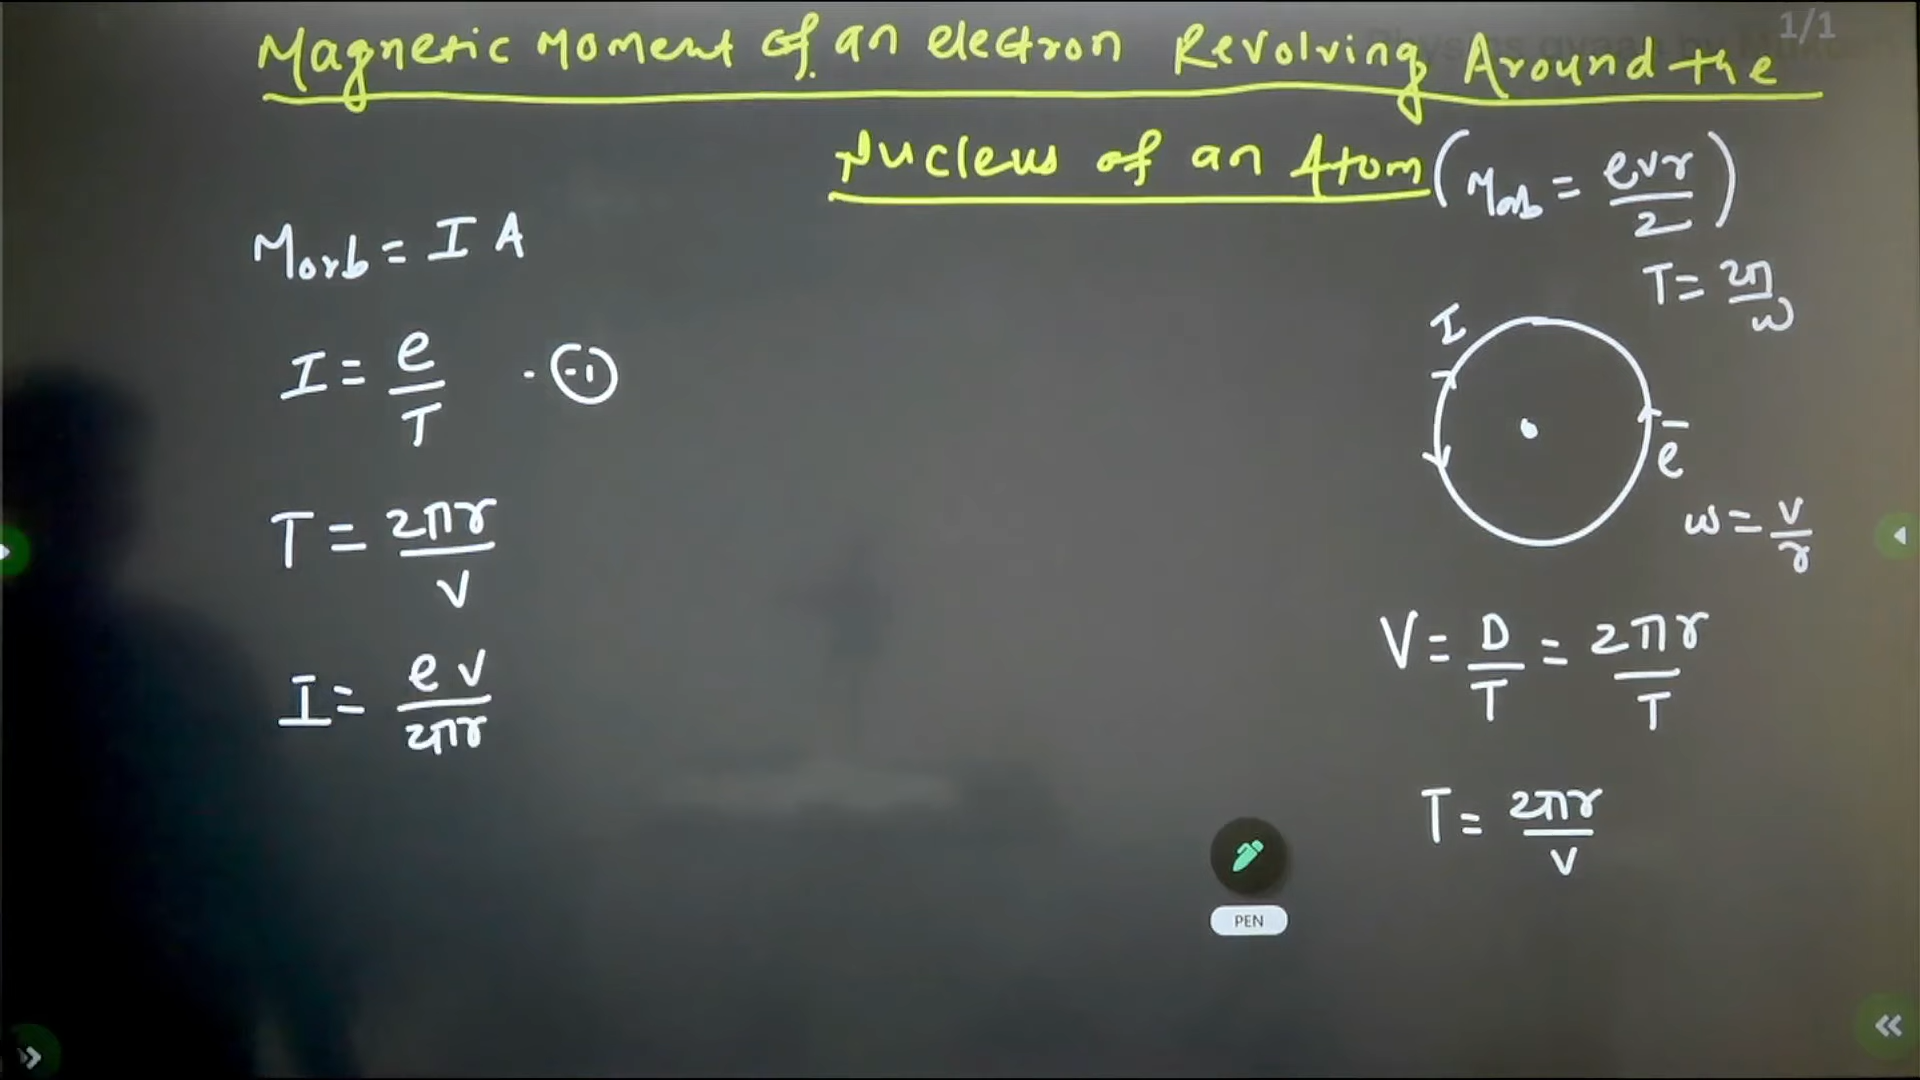 Magnetic Moment of an electron Revolving Around the
Nucleus of an Atom (Morb = evr/2)
1/1
Morb = I A
I = e/T - (-1)
T = 2πr/v
I = ev/2πr
T = 2π/ω
I
e̅
ω = v/r
V = D/T = 2πr/T
T = 2πr/v
PEN